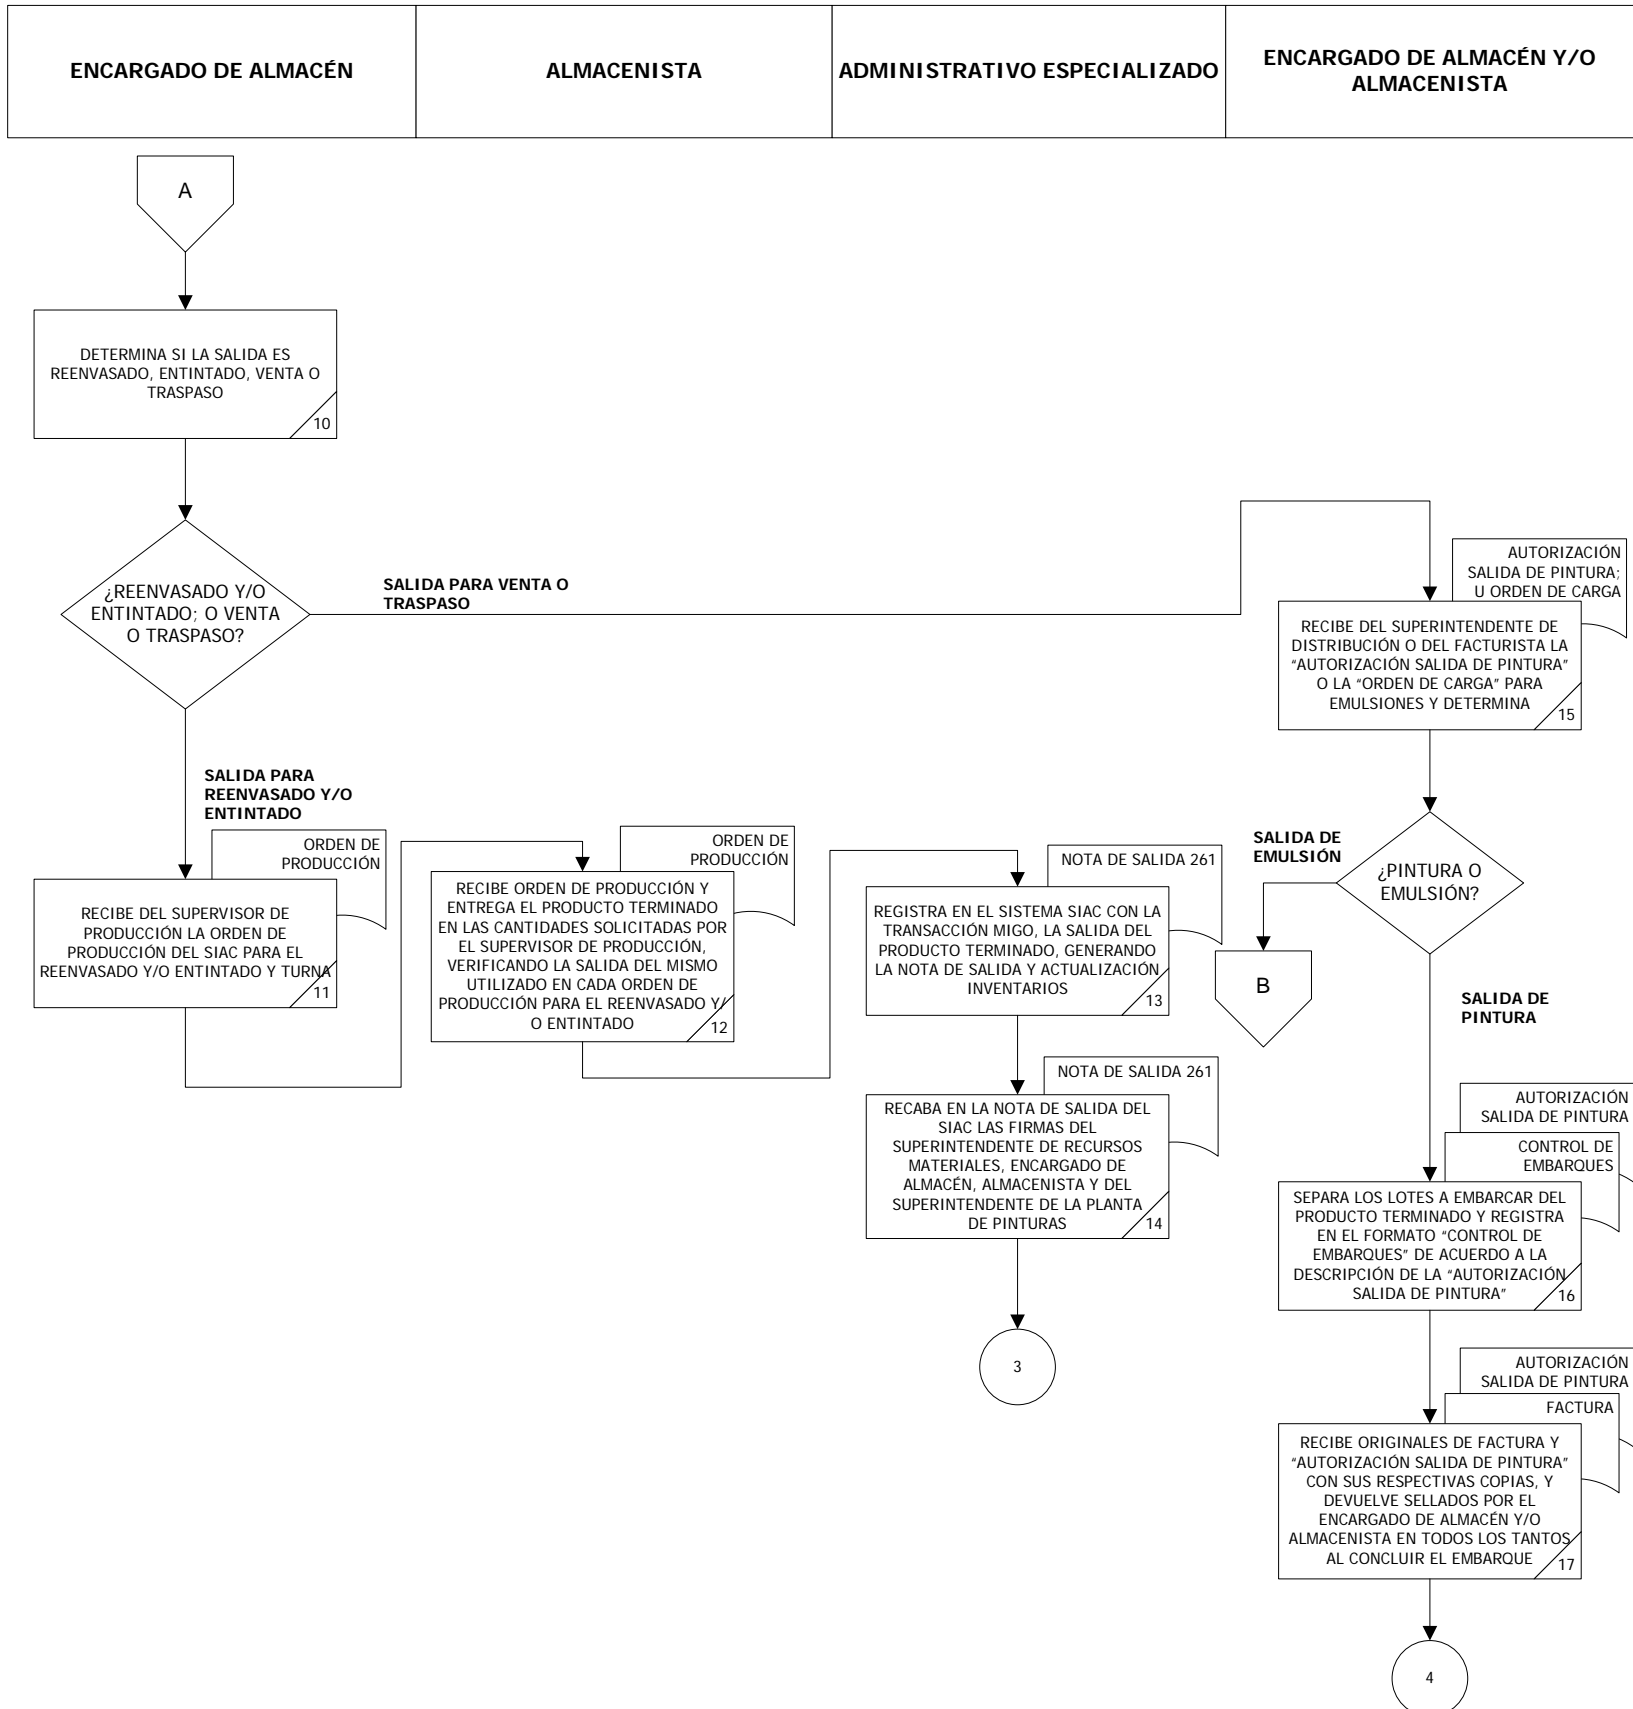 ENCARGADO DE ALMACÉN
ALMACENISTA
ADMINISTRATIVO ESPECIALIZADO
ENCARGADO DE ALMACÉN Y/O
ALMACENISTA
A
DETERMINA SI LA SALIDA ES
REENVASADO, ENTINTADO, VENTA O
TRASPASO
10
¿REENVASADO Y/O
ENTINTADO; O VENTA
O TRASPASO?
SALIDA PARA VENTA O
TRASPASO
AUTORIZACIÓN
SALIDA DE PINTURA;
U ORDEN DE CARGA
RECIBE DEL SUPERINTENDENTE DE
DISTRIBUCIÓN O DEL FACTURISTA LA
“AUTORIZACIÓN SALIDA DE PINTURA”
O LA “ORDEN DE CARGA” PARA
EMULSIONES Y DETERMINA
15
SALIDA PARA
REENVASADO Y/O
ENTINTADO
ORDEN DE
PRODUCCIÓN
RECIBE DEL SUPERVISOR DE
PRODUCCIÓN LA ORDEN DE
PRODUCCIÓN DEL SIAC PARA EL
REENVASADO Y/O ENTINTADO Y TURNA
11
ORDEN DE
PRODUCCIÓN
RECIBE ORDEN DE PRODUCCIÓN Y
ENTREGA EL PRODUCTO TERMINADO
EN LAS CANTIDADES SOLICITADAS POR
EL SUPERVISOR DE PRODUCCIÓN,
VERIFICANDO LA SALIDA DEL MISMO
UTILIZADO EN CADA ORDEN DE
PRODUCCIÓN PARA EL REENVASADO Y/
O ENTINTADO
12
NOTA DE SALIDA 261
REGISTRA EN EL SISTEMA SIAC CON LA
TRANSACCIÓN MIGO, LA SALIDA DEL
PRODUCTO TERMINADO, GENERANDO
LA NOTA DE SALIDA Y ACTUALIZACIÓN
INVENTARIOS
13
SALIDA DE
EMULSIÓN
¿PINTURA O
EMULSIÓN?
B
SALIDA DE
PINTURA
NOTA DE SALIDA 261
RECABA EN LA NOTA DE SALIDA DEL
SIAC LAS FIRMAS DEL
SUPERINTENDENTE DE RECURSOS
MATERIALES, ENCARGADO DE
ALMACÉN, ALMACENISTA Y DEL
SUPERINTENDENTE DE LA PLANTA
DE PINTURAS
14
3
AUTORIZACIÓN
SALIDA DE PINTURA
CONTROL DE
EMBARQUES
SEPARA LOS LOTES A EMBARCAR DEL
PRODUCTO TERMINADO Y REGISTRA
EN EL FORMATO “CONTROL DE
EMBARQUES” DE ACUERDO A LA
DESCRIPCIÓN DE LA “AUTORIZACIÓN
SALIDA DE PINTURA”
16
AUTORIZACIÓN
SALIDA DE PINTURA
FACTURA
RECIBE ORIGINALES DE FACTURA Y
“AUTORIZACIÓN SALIDA DE PINTURA”
CON SUS RESPECTIVAS COPIAS, Y
DEVUELVE SELLADOS POR EL
ENCARGADO DE ALMACÉN Y/O
ALMACENISTA EN TODOS LOS TANTOS
AL CONCLUIR EL EMBARQUE
17
4